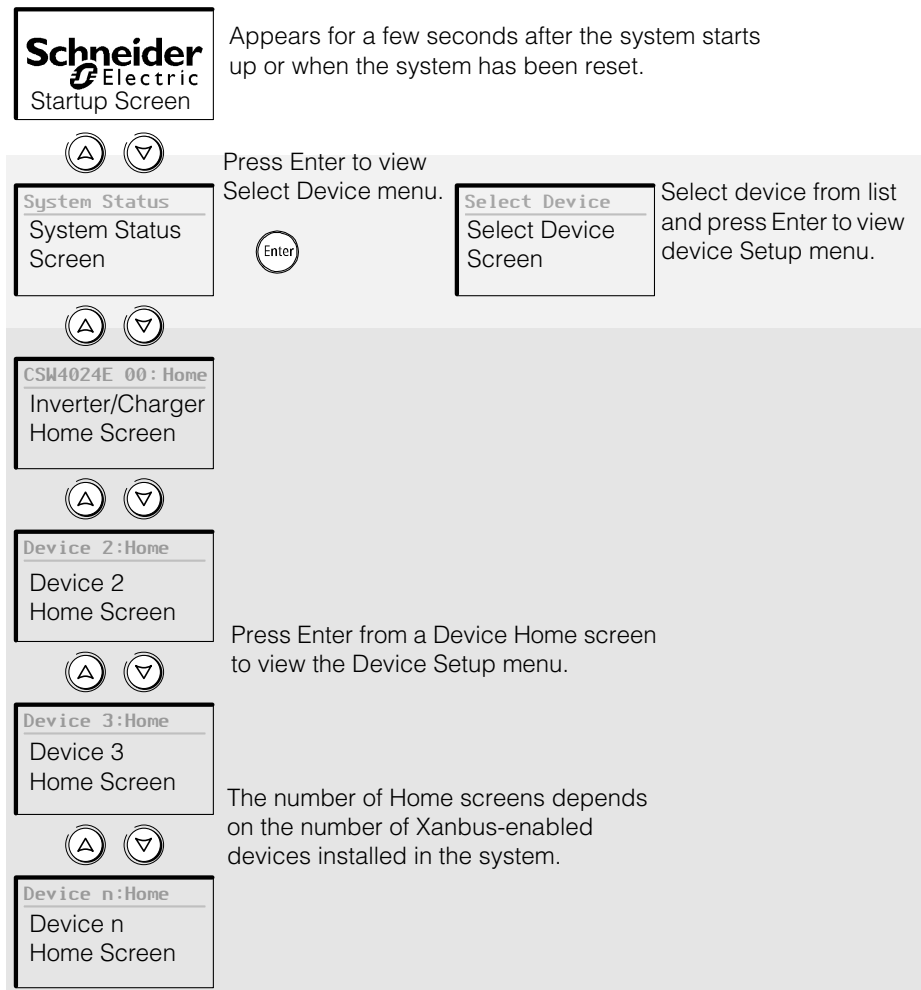 Schneider
Electric
Startup Screen
Appears for a few seconds after the system starts
up or when the system has been reset.
Press Enter to view
Select Device menu.
System Status
System Status
Screen
Enter
Select Device
Select Device
Screen
Select device from list
and press Enter to view
device Setup menu.
CSW4024E 00:Home
Inverter/Charger
Home Screen
Device 2:Home
Device 2
Home Screen
Press Enter from a Device Home screen
to view the Device Setup menu.
Device 3:Home
Device 3
Home Screen
The number of Home screens depends
on the number of Xanbus-enabled
devices installed in the system.
Device n:Home
Device n
Home Screen